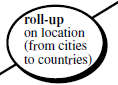 roll-up
on location
(from cities
to countries)